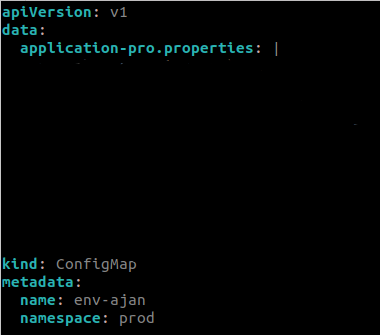 apiVersion: v1
data:
  application-pro.properties: |
kind: ConfigMap
metadata:
  name: env-ajan
  namespace: prod